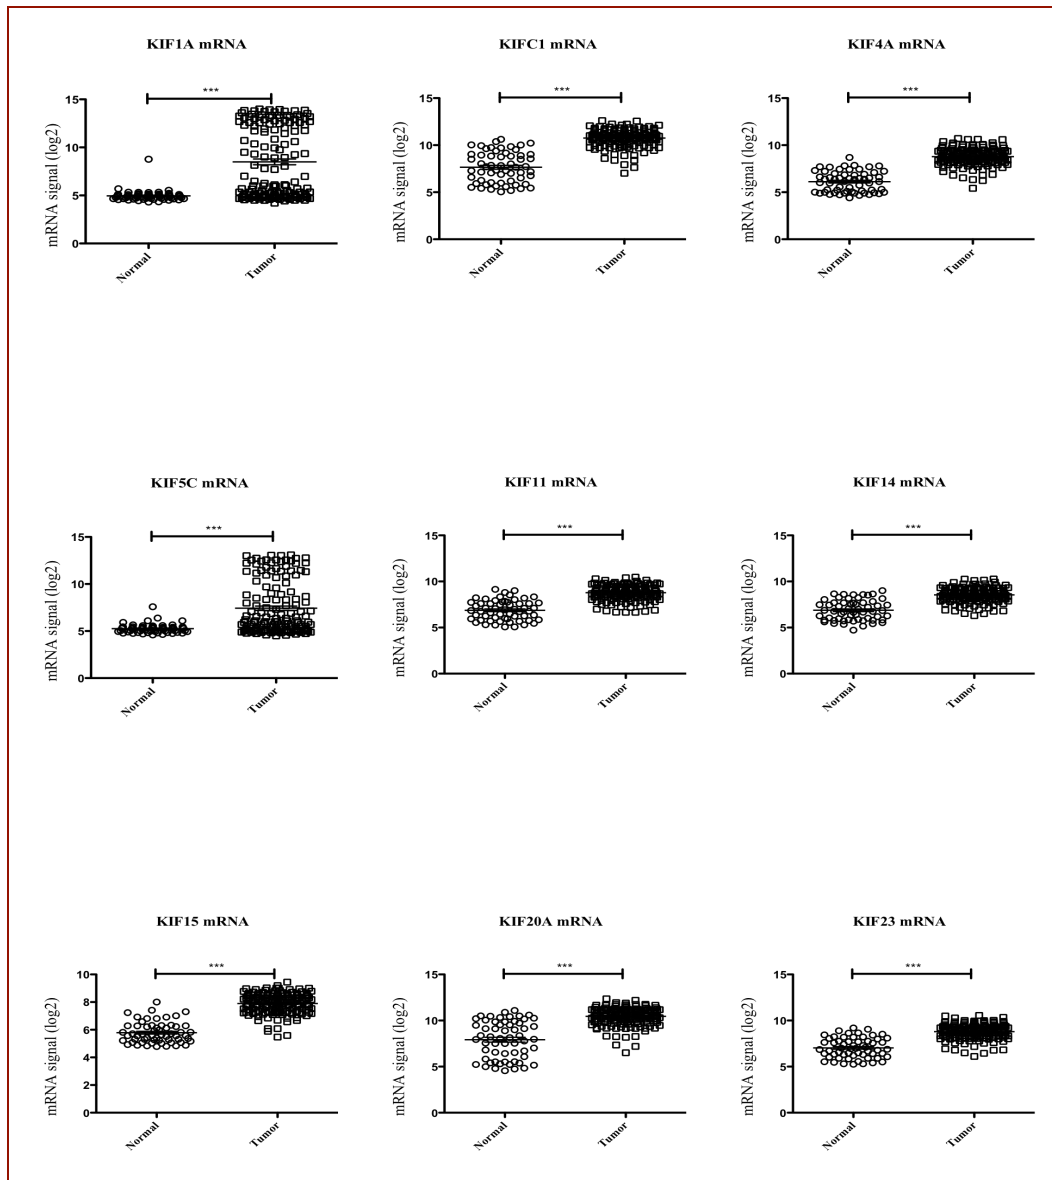 KIF1A mRNA
***
mRNA signal (log2)
15
10
5
0
Normal
Tumor
KIFC1 mRNA
***
mRNA signal (log2)
15
10
5
0
Normal
Tumor
KIF4A mRNA
***
mRNA signal (log2)
15
10
5
0
Normal
Tumor
KIF5C mRNA
***
mRNA signal (log2)
15
10
5
0
Normal
Tumor
KIF11 mRNA
***
mRNA signal (log2)
15
10
5
0
Normal
Tumor
KIF14 mRNA
***
mRNA signal (log2)
15
10
5
0
Normal
Tumor
KIF15 mRNA
***
mRNA signal (log2)
10
8
6
4
2
0
Normal
Tumor
KIF20A mRNA
***
mRNA signal (log2)
15
10
5
0
Normal
Tumor
KIF23 mRNA
***
mRNA signal (log2)
15
10
5
0
Normal
Tumor